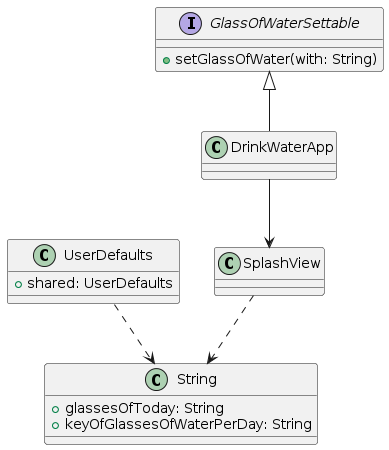 I GlassOfWaterSettable
setGlassOfWater(with: String)
C DrinkWaterApp
C UserDefaults
shared: UserDefaults
C SplashView
C String
glassesOfToday: String
keyOfGlassesOfWaterPerDay: String